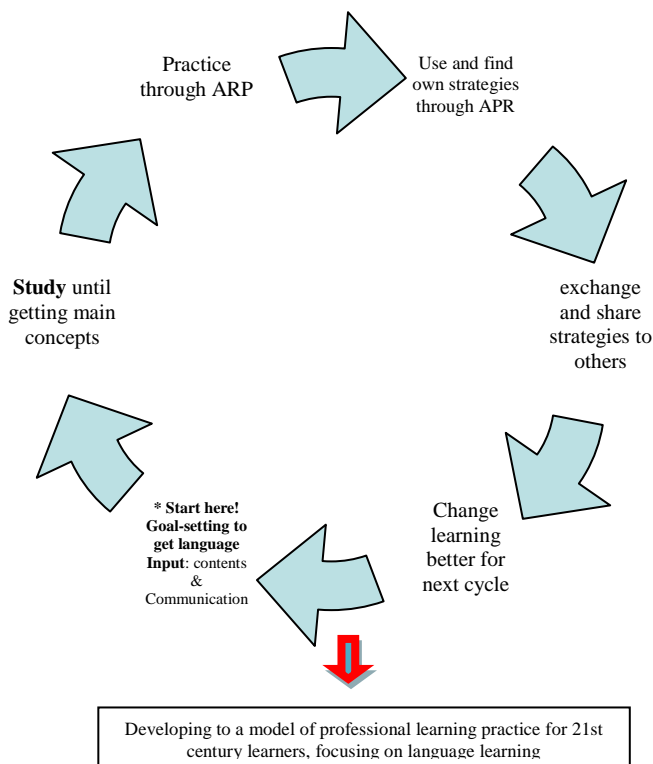 Practice
through ARP
Use and find
own strategies
through APR
exchange
and share
strategies to
others
Change
learning
better for
next cycle
* Start here!
Goal-setting to
get language
Input: contents
&
Communication
Study until
getting main
concepts
Developing to a model of professional learning practice for 21st
century learners, focusing on language learning